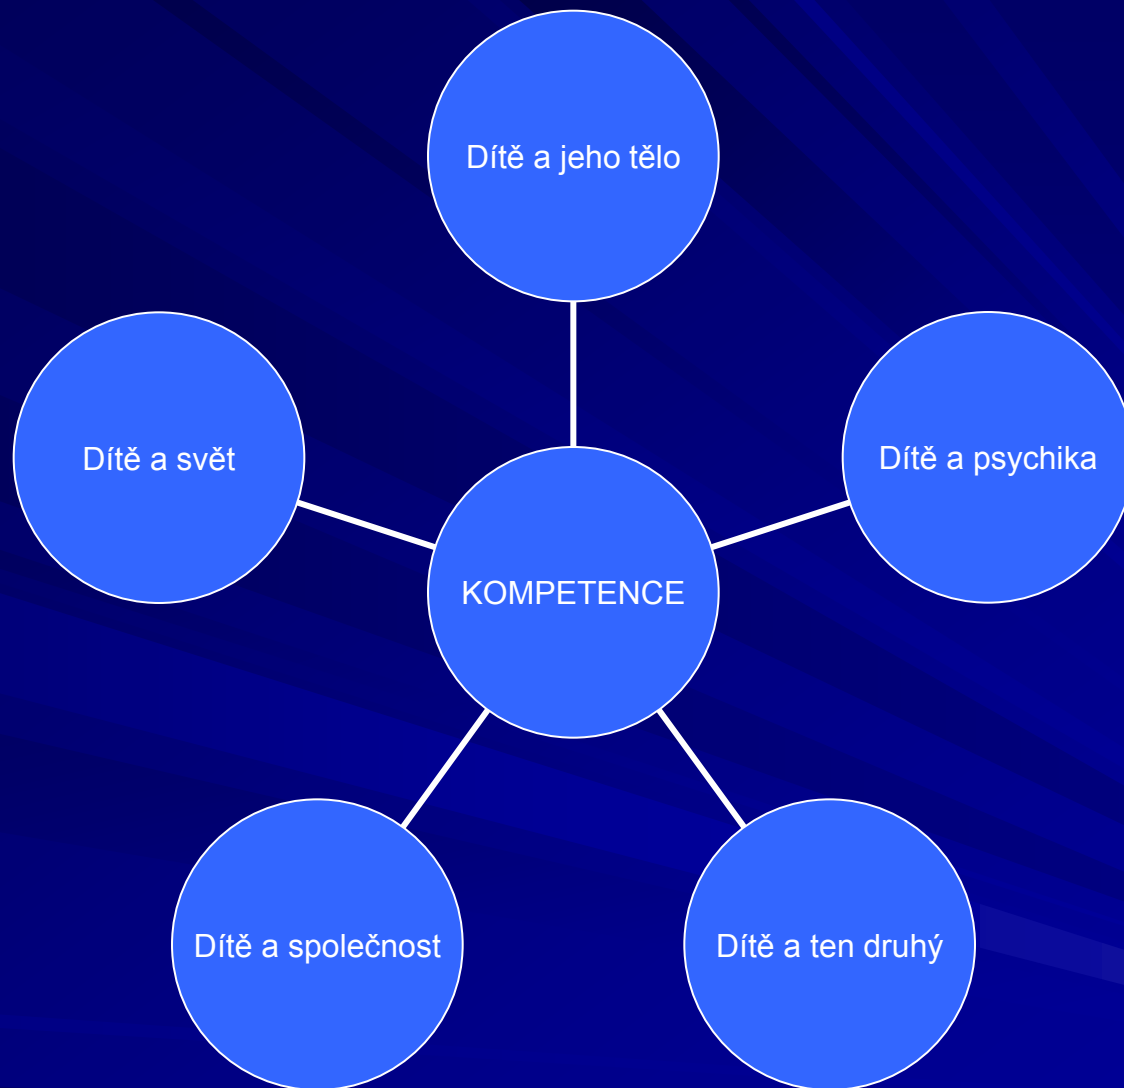 Dítě a jeho tělo
Dítě a svět
Dítě a psychika
KOMPETENCE
Dítě a společnost
Dítě a ten druhý